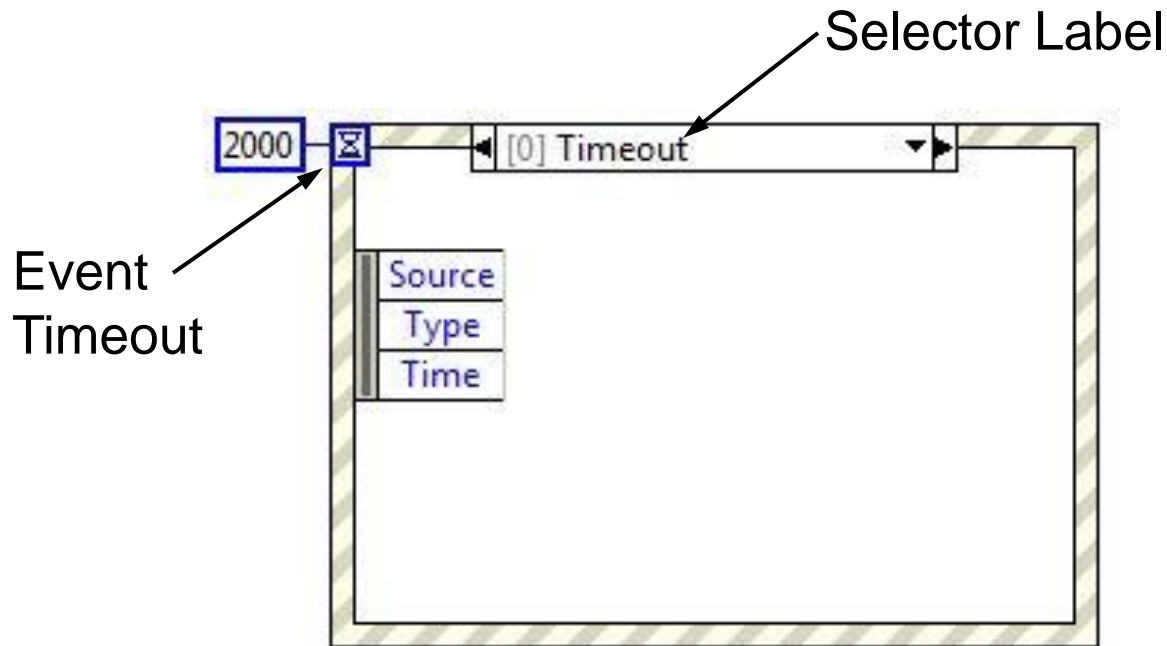 Selector Label
2000
[0] Timeout
Event
Timeout
Source
Type
Time